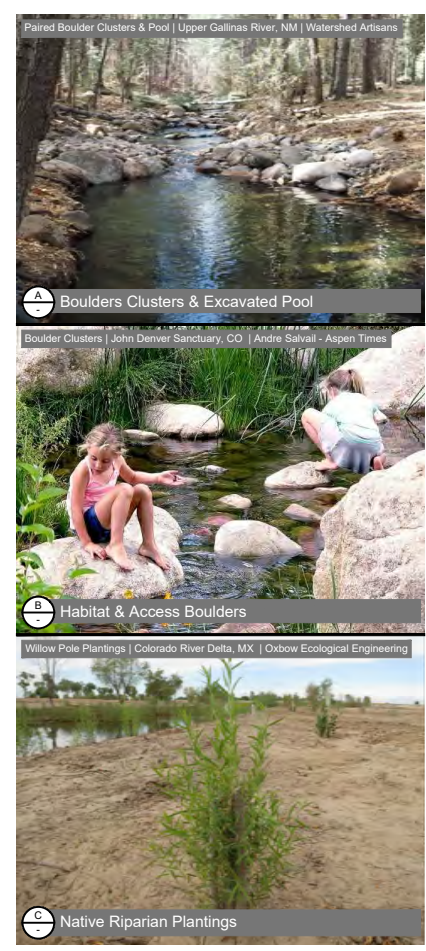 Paired Boulder Clusters & Pool | Upper Gallinas River, NM | Watershed Artisans
A
-
Boulders Clusters & Excavated Pool
Boulder Clusters | John Denver Sanctuary, CO | Andre Salvail - Aspen Times
B
-
Habitat & Access Boulders
Willow Pole Plantings | Colorado River Delta, MX | Oxbow Ecological Engineering
C
-
Native Riparian Plantings